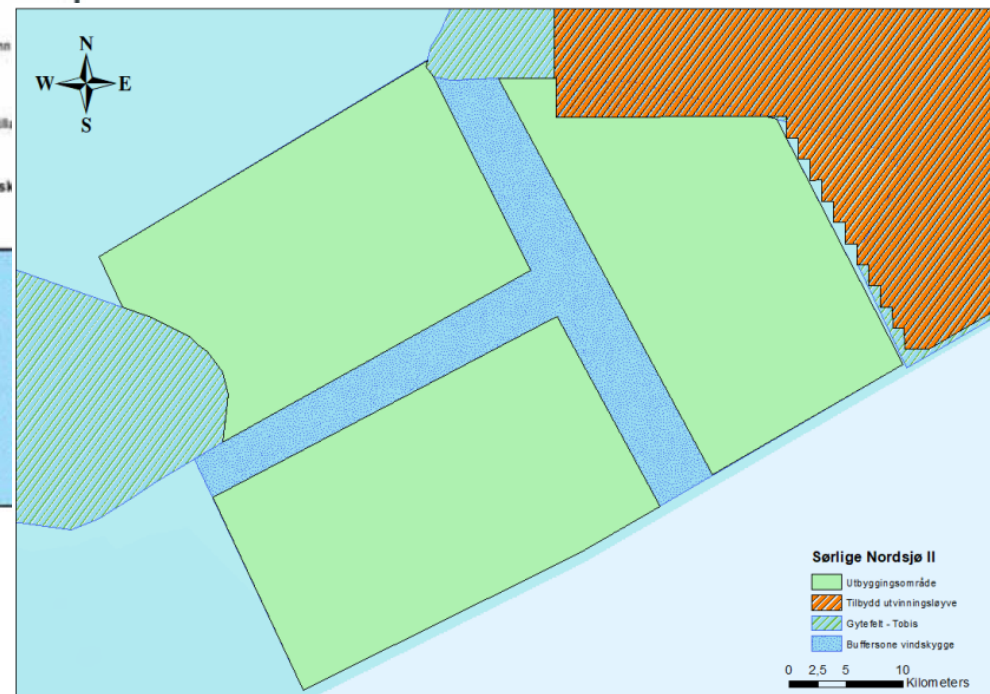 N
W E
S
Sørlige Nordsjø II
Utbyggingsområde
Tilbydd utvinningsløyve
Gytefelt - Tobis
Buffersone vindskygge
0 2,5 5 10
Kilometers